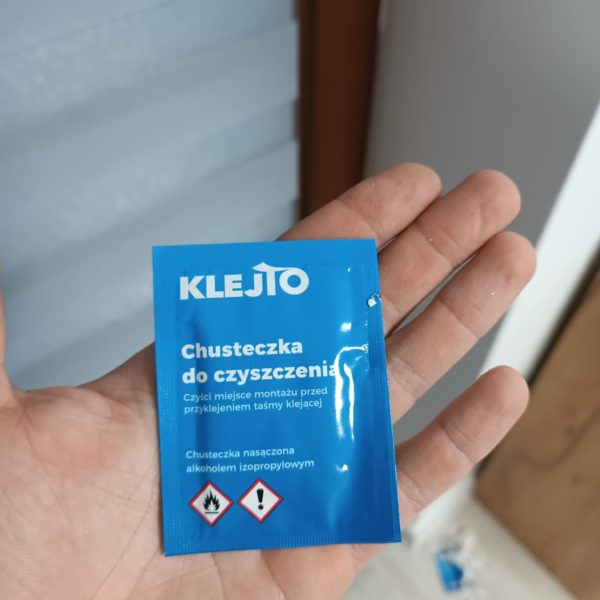 KLEJTO
Chusteczka
do czyszczenia
Czyści miejsce montażu przed
przyklejeniem taśmy klejącej
Chusteczka nasączona
alkoholem izopropylowym